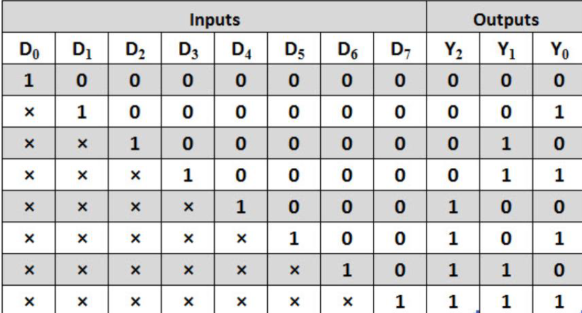 Inputs Outputs
D₀ D₁ D₂ D₃ D₄ D₅ D₆ D₇ Y₂ Y₁ Y₀
1 0 0 0 0 0 0 0 0 0 0
× 1 0 0 0 0 0 0 0 0 1
× × 1 0 0 0 0 0 0 1 0
× × × 1 0 0 0 0 0 1 1
× × × × 1 0 0 0 1 0 0
× × × × × 1 0 0 1 0 1
× × × × × × 1 0 1 1 0
× × × × × × × 1 1 1 1